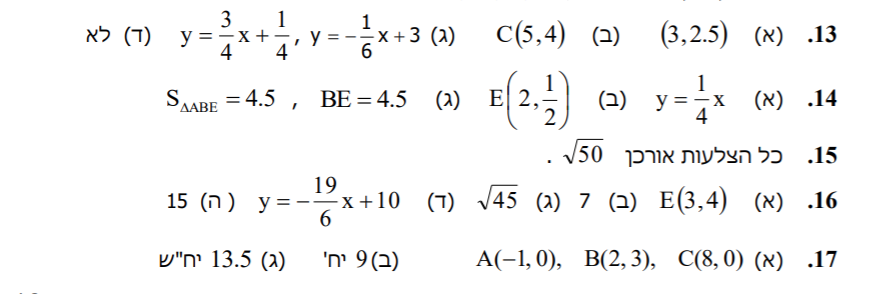 .13 (א) (3,2.5) (ב) C(5,4) (ג) y = -1/6x + 3 , y = 3/4x + 1/4 (ד) לא
.14 (א) y = 1/4x (ב) E(2, 1/2) (ג) BE = 4.5 , S_ΔABE = 4.5
.15 כל הצלעות אורכן √50 .
.16 (א) E(3,4) (ב) 7 (ג) √45 (ד) y = -19/6x + 10 (ה) 15
.17 (א) A(-1,0), B(2,3), C(8,0) (ב) 9 יח' (ג) 13.5 יח"ש